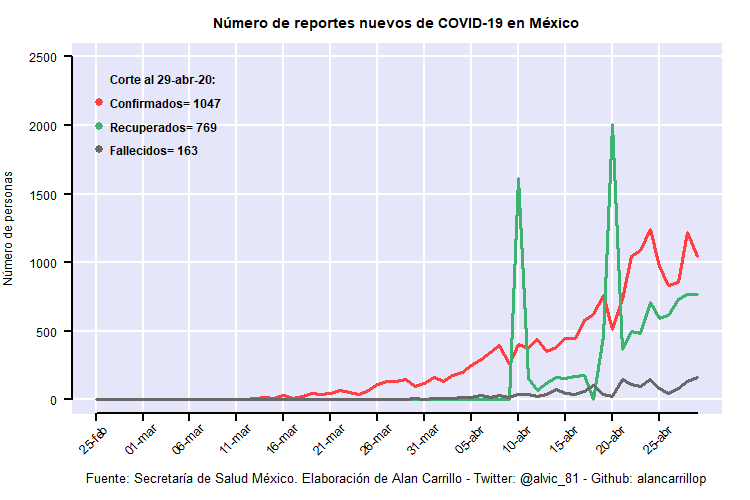 Número de reportes nuevos de COVID-19 en México
Número de personas
2500
2000
1500
1000
500
0
Corte al 29-abr-20:
Confirmados= 1047
Recuperados= 769
Fallecidos= 163
25-feb
01-mar
06-mar
11-mar
16-mar
21-mar
26-mar
31-mar
05-abr
10-abr
15-abr
20-abr
25-abr
Fuente: Secretaría de Salud México. Elaboración de Alan Carrillo - Twitter: @alvic_81 - Github: alancarrillop